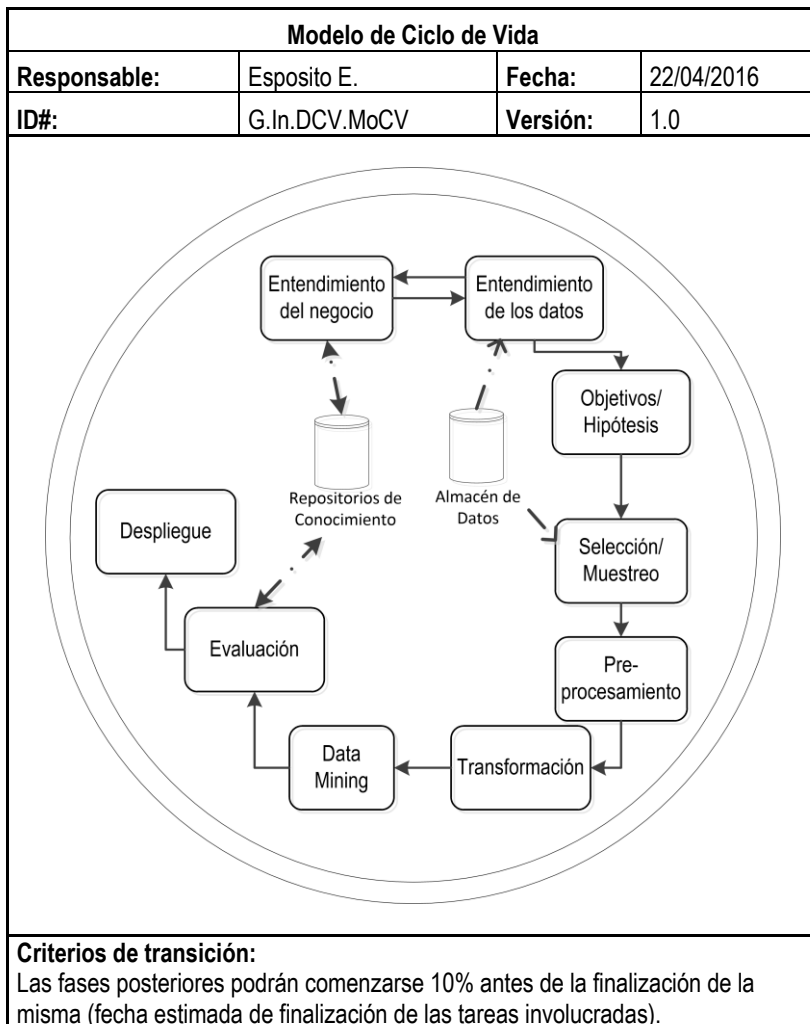 Modelo de Ciclo de Vida
Responsable: Esposito E. Fecha: 22/04/2016
ID#: G.In.DCV.MoCV Versión: 1.0
Entendimiento
del negocio
Entendimiento
de los datos
Objetivos/
Hipótesis
Repositorios de
Conocimiento
Almacén de
Datos
Despliegue
Selección/
Muestreo
Evaluación
Pre-
procesamiento
Data
Mining
Transformación
Criterios de transición:
Las fases posteriores podrán comenzarse 10% antes de la finalización de la
misma (fecha estimada de finalización de las tareas involucradas).